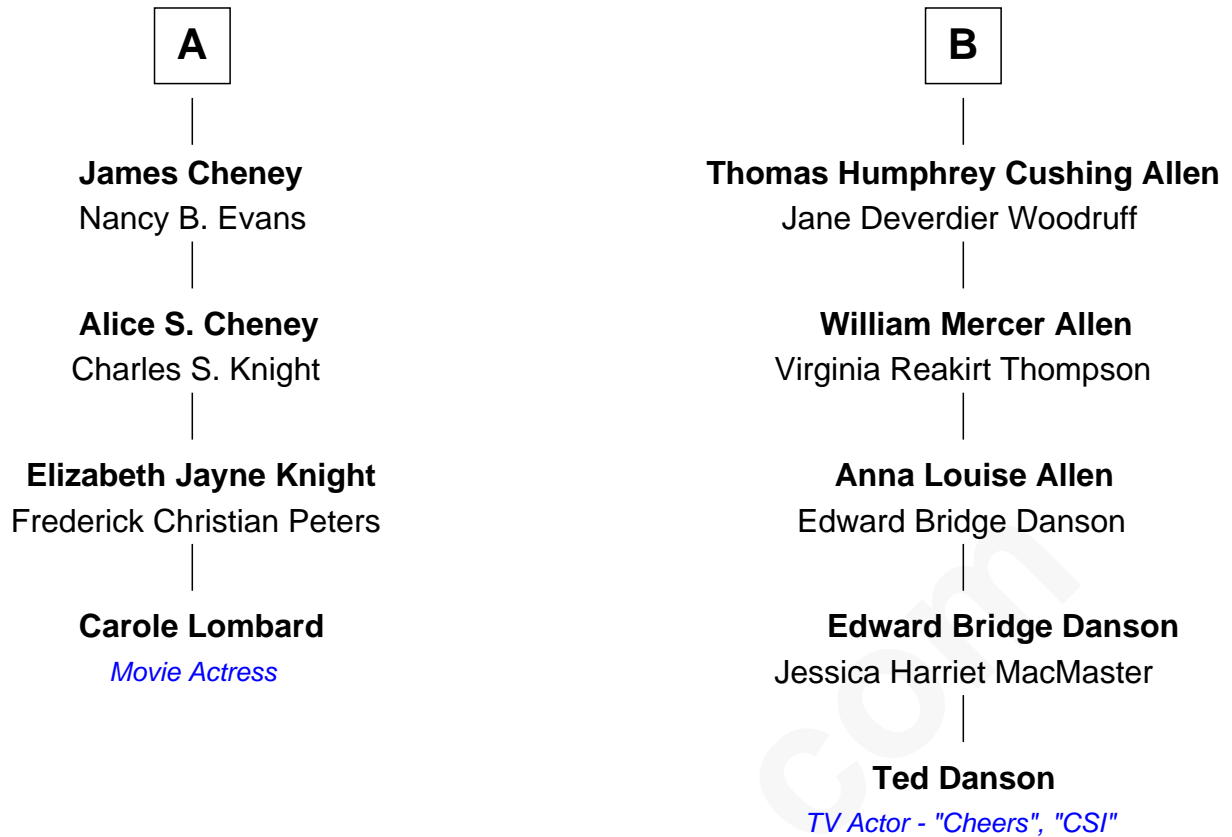 A
James Cheney
Nancy B. Evans
Alice S. Cheney
Charles S. Knight
Elizabeth Jayne Knight
Frederick Christian Peters
Carole Lombard
Movie Actress
B
Thomas Humphrey Cushing Allen
Jane Deverdier Woodruff
William Mercer Allen
Virginia Reakirt Thompson
Anna Louise Allen
Edward Bridge Danson
Edward Bridge Danson
Jessica Harriet MacMaster
Ted Danson
TV Actor - "Cheers", "CSI"
com